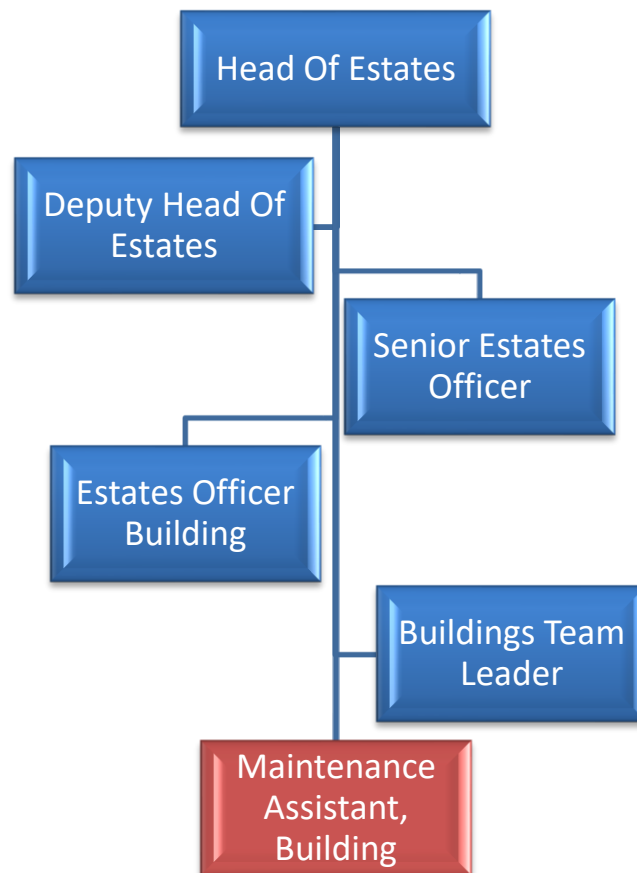 Head Of Estates
Deputy Head Of
Estates
Senior Estates
Officer
Estates Officer
Building
Buildings Team
Leader
Maintenance
Assistant,
Building